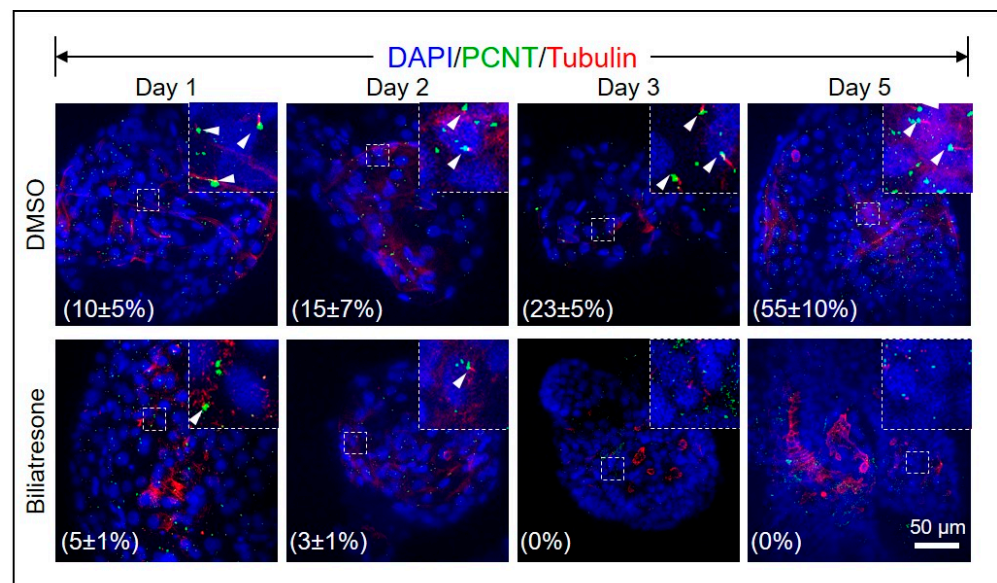 DAPI/PCNT/Tubulin
Day 1 Day 2 Day 3 Day 5
DMSO
(10±5%) (15±7%) (23±5%) (55±10%)
Biliatresone
(5±1%) (3±1%) (0%) (0%)
50 µm